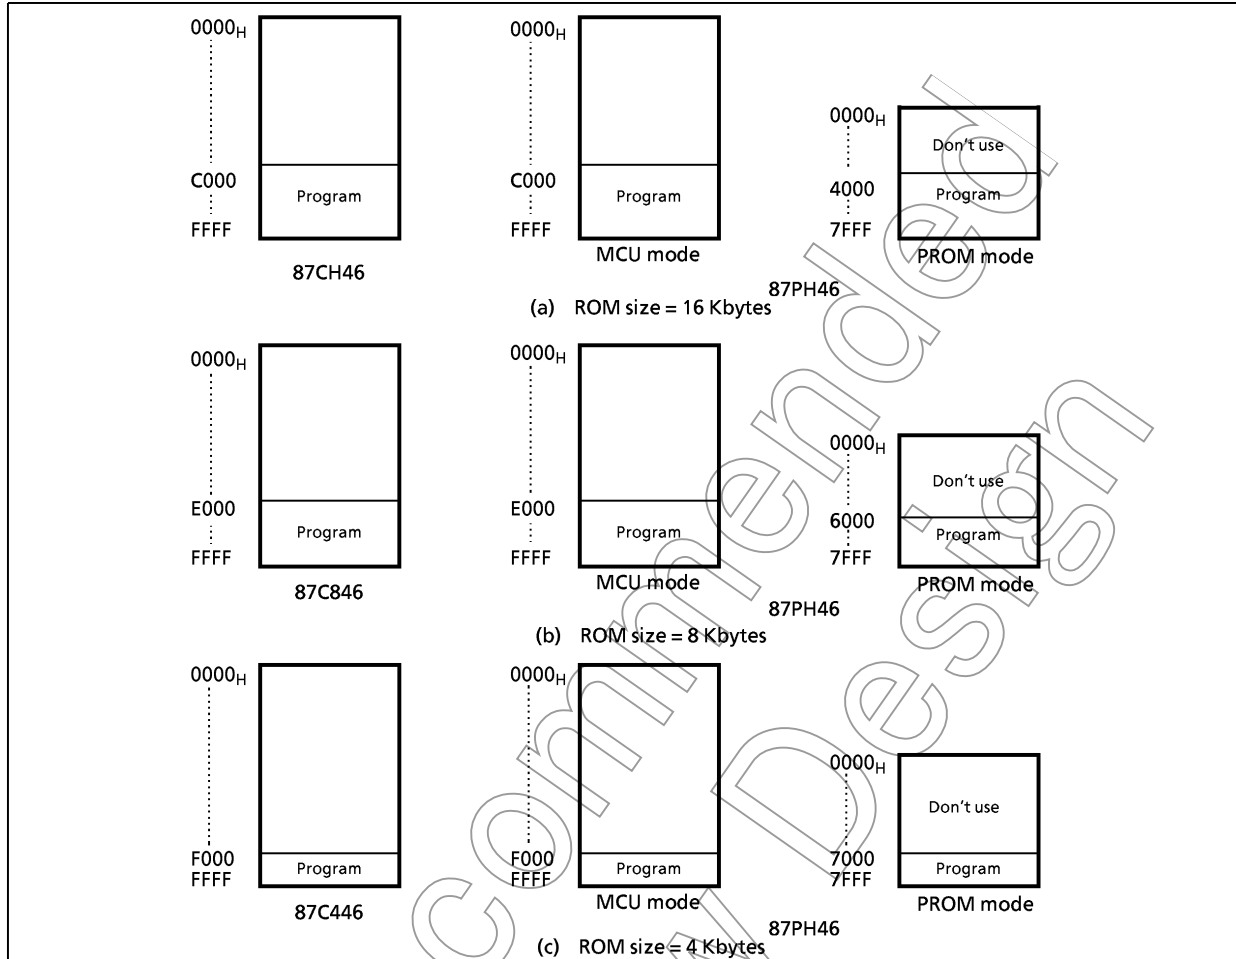 0000H
C000
FFFF
Program
87CH46
0000H
C000
FFFF
Program
MCU mode
0000H
4000
7FFF
Don't use
Program
PROM mode
87PH46
(a) ROM size = 16 Kbytes
0000H
E000
FFFF
Program
87C846
0000H
E000
FFFF
Program
MCU mode
0000H
6000
7FFF
Don't use
Program
PROM mode
87PH46
(b) ROM size = 8 Kbytes
0000H
F000
FFFF
Program
87C446
0000H
F000
FFFF
Program
MCU mode
0000H
7000
7FFF
Don't use
Program
PROM mode
87PH46
(c) ROM size = 4 Kbytes
commended
w Design